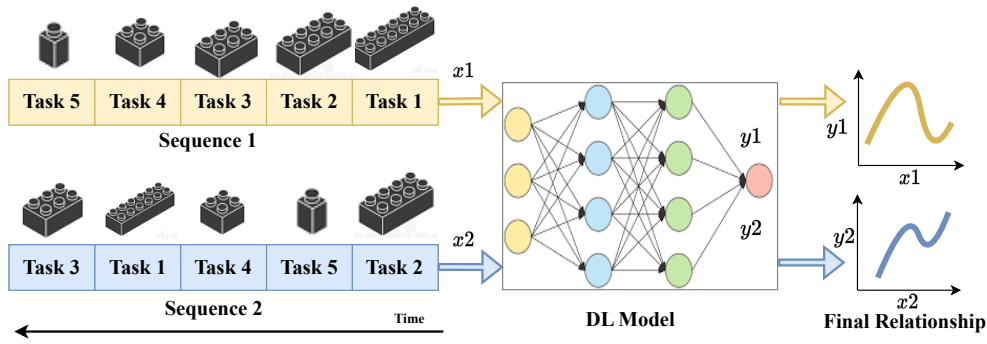 Task 5 Task 4 Task 3 Task 2 Task 1
Sequence 1
x1
Task 3 Task 1 Task 4 Task 5 Task 2
Sequence 2
x2
Time
y1
y2
DL Model
y1
x1
y2
x2
Final Relationship